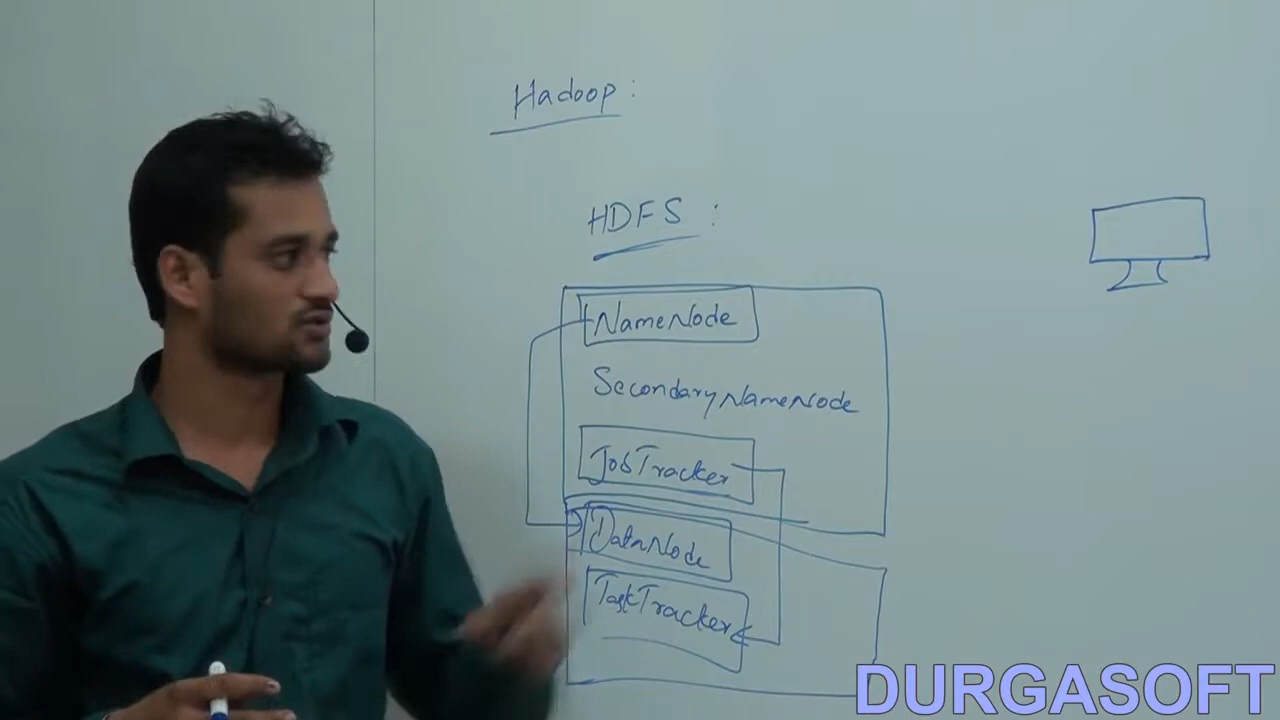 Hadoop :
HDFS :
NameNode
SecondaryNameNode
JobTracker
DataNode
TaskTracker
DURGASOFT